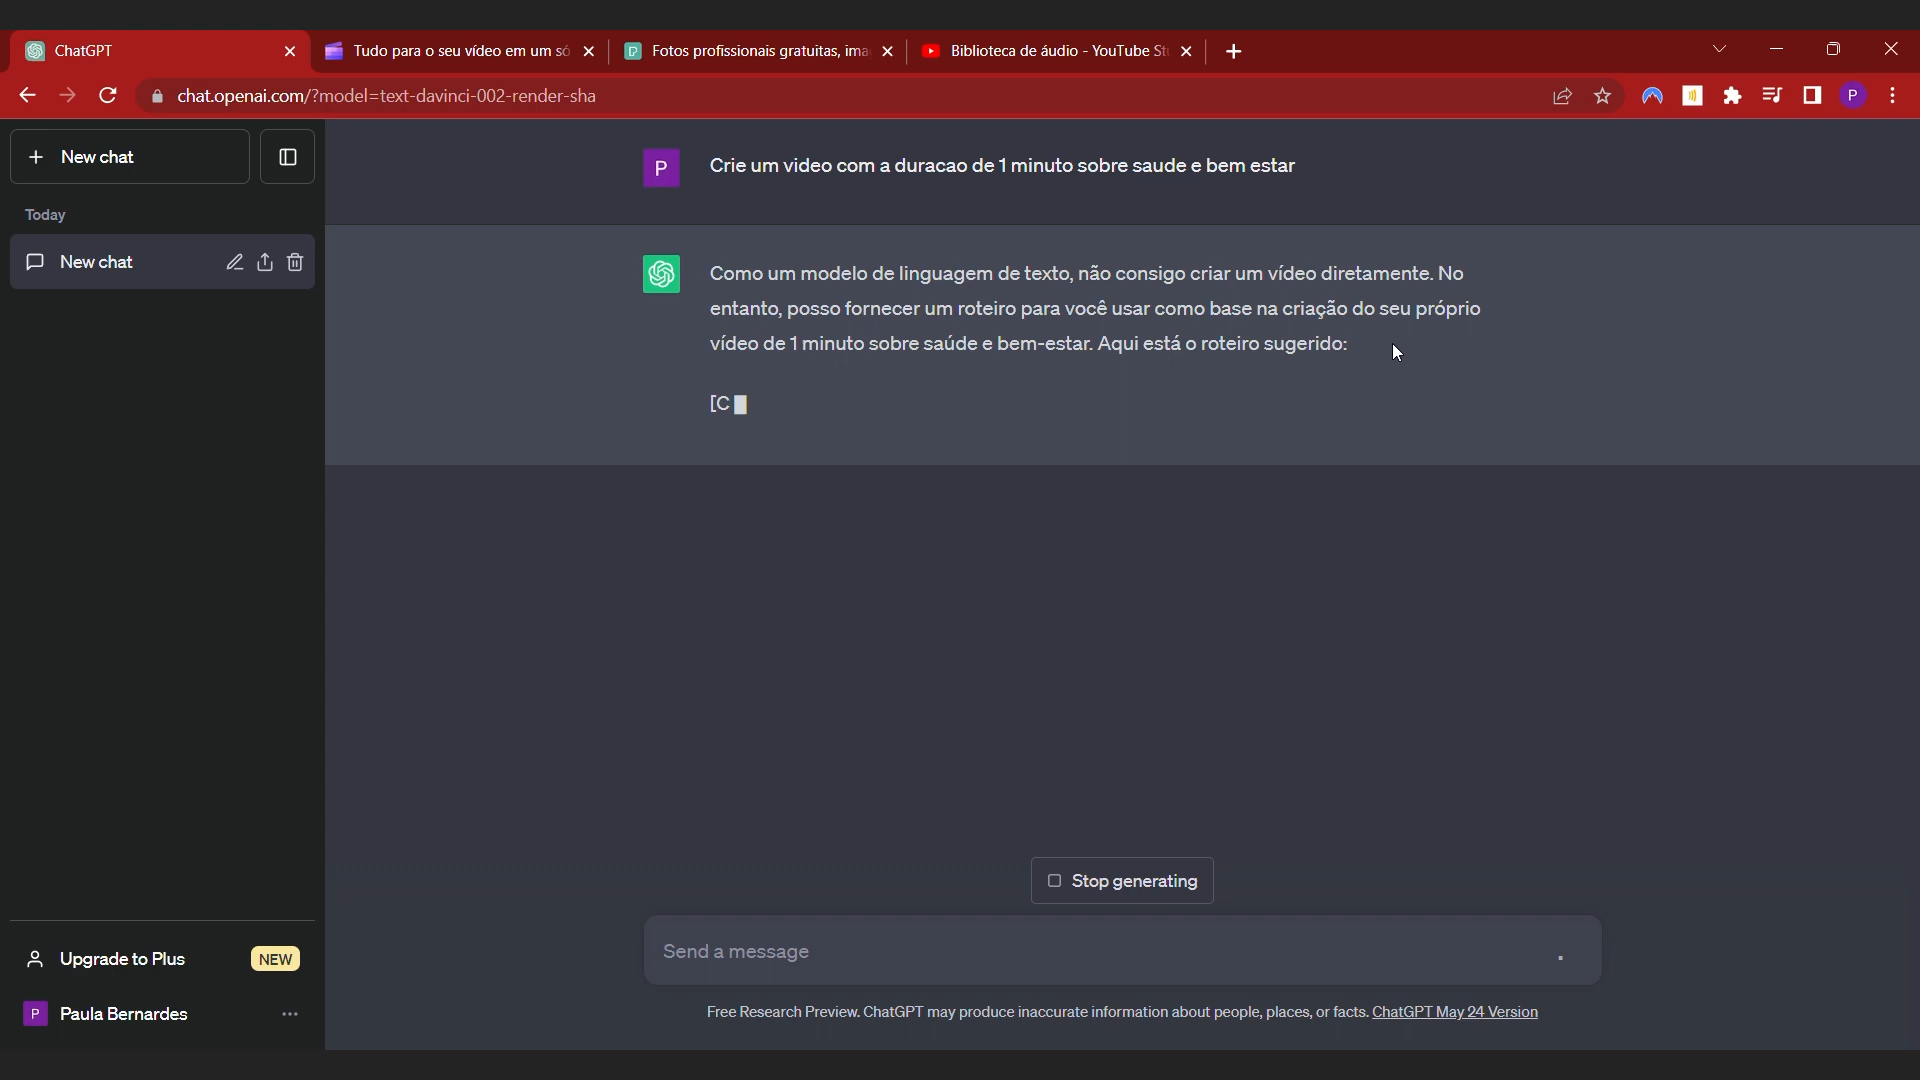 ChatGPT
Tudo para o seu vídeo em um só
Fotos profissionais gratuitas, ima
Biblioteca de áudio - YouTube St
chat.openai.com/?model=text-davinci-002-render-sha
P
New chat
Today
New chat
P
Crie um video com a duracao de 1 minuto sobre saude e bem estar
Como um modelo de linguagem de texto, não consigo criar um vídeo diretamente. No
entanto, posso fornecer um roteiro para você usar como base na criação do seu próprio
vídeo de 1 minuto sobre saúde e bem-estar. Aqui está o roteiro sugerido:
[C
Stop generating
Send a message
Free Research Preview. ChatGPT may produce inaccurate information about people, places, or facts. ChatGPT May 24 Version
Upgrade to Plus
NEW
P
Paula Bernardes